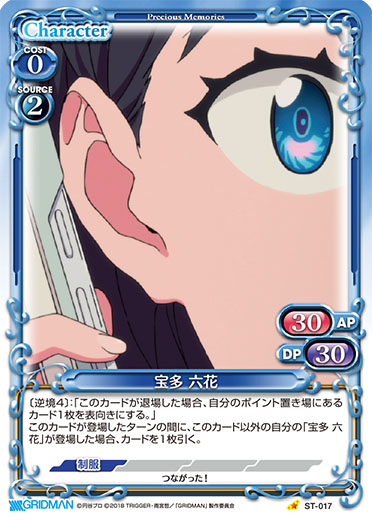 Precious Memories
Character
COST
0
SOURCE
2
30 AP
DP 30
宝多 六花
〔逆境4〕:「このカードが退場した場合、自分のポイント置き場にある
カード1枚を表向きにする。」
このカードが登場したターンの間に、このカード以外の自分の「宝多 六
花」が登場した場合、カードを1枚引く。
制服
つながった!
GRIDMAN ©円谷プロ ©2018 TRIGGER・雨宮哲/「GRIDMAN」製作委員会 ST-017